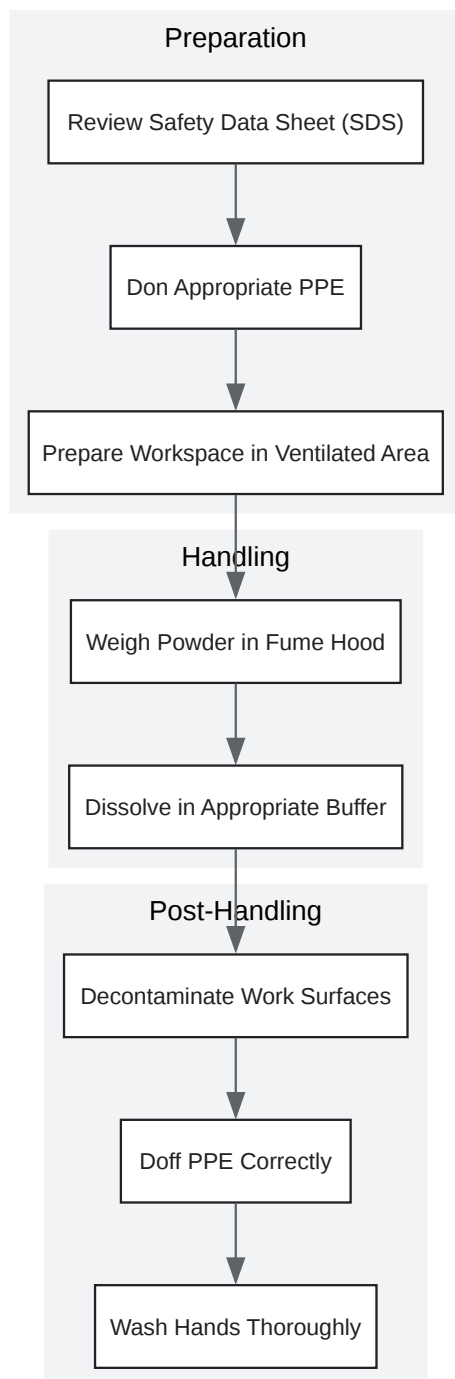 Preparation
Review Safety Data Sheet (SDS)
Don Appropriate PPE
Prepare Workspace in Ventilated Area
Handling
Weigh Powder in Fume Hood
Dissolve in Appropriate Buffer
Post-Handling
Decontaminate Work Surfaces
Doff PPE Correctly
Wash Hands Thoroughly